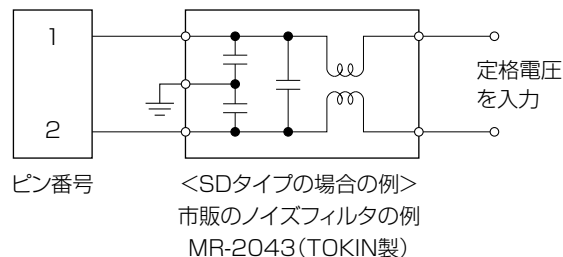 1
2
ピン番号
定格電圧
を入力
<SDタイプの場合の例>
市販のノイズフィルタの例
MR-2043(TOKIN製)